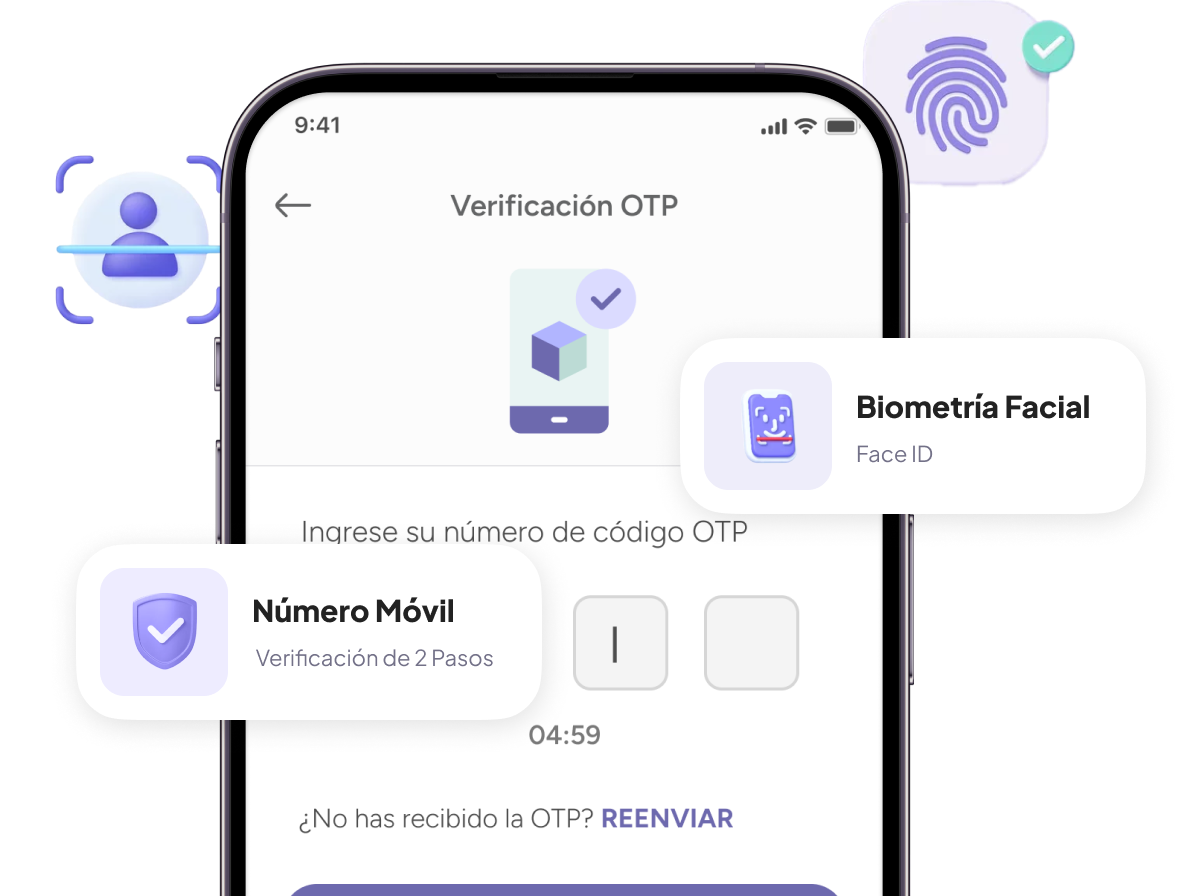 9:41
Verificación OTP
Biometría Facial
Face ID
Ingrese su número de código OTP
Número Móvil
Verificación de 2 Pasos
04:59
¿No has recibido la OTP? REENVIAR